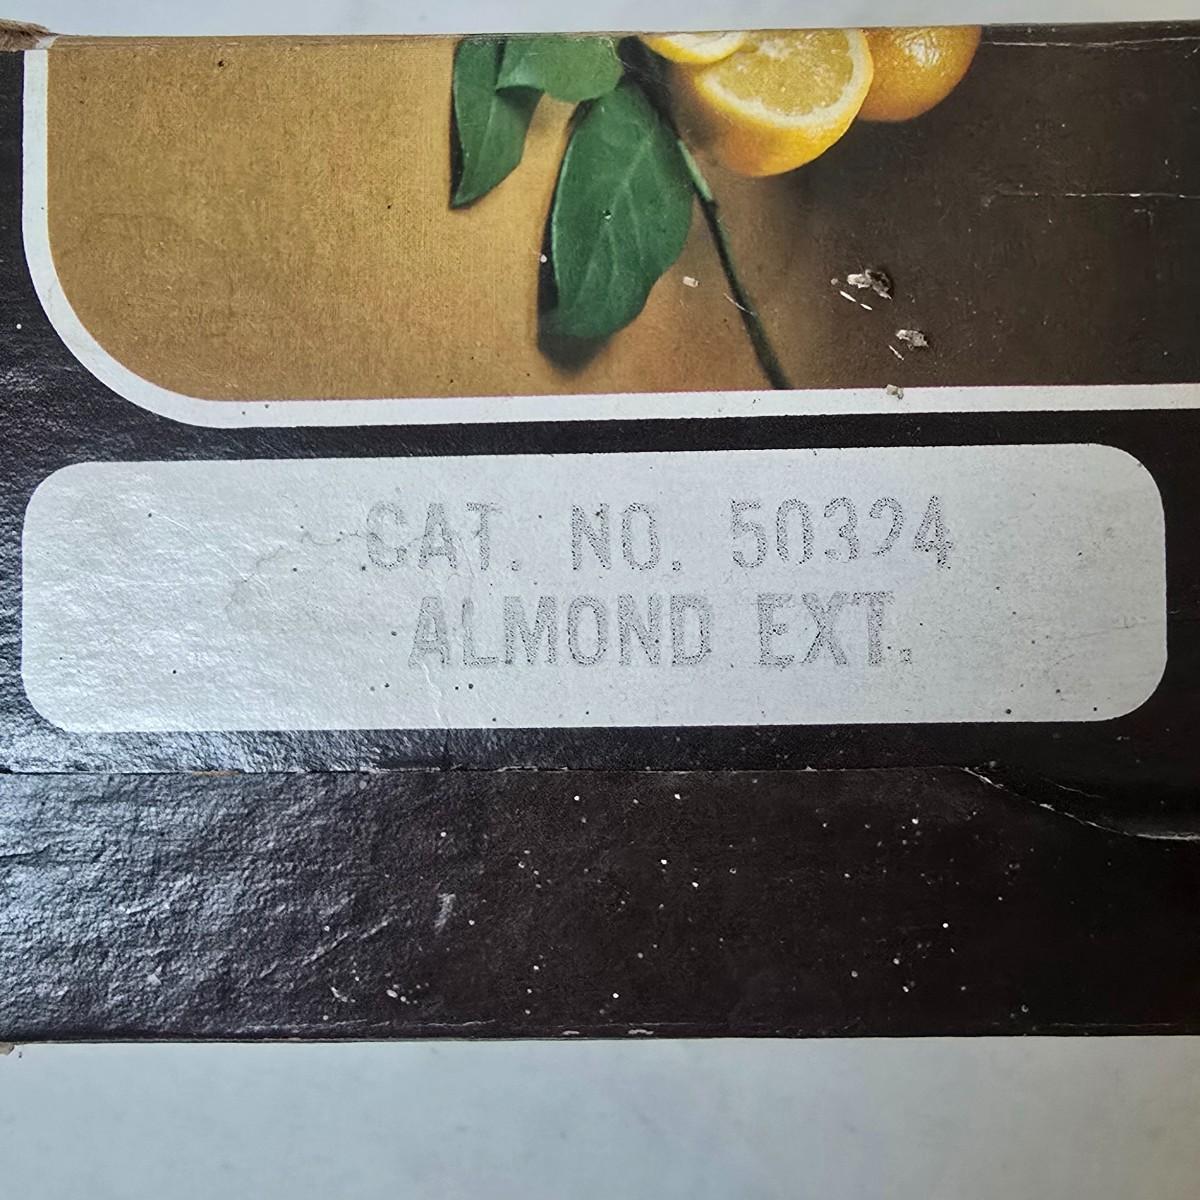 CAT. NO. 50324
ALMOND EXT.